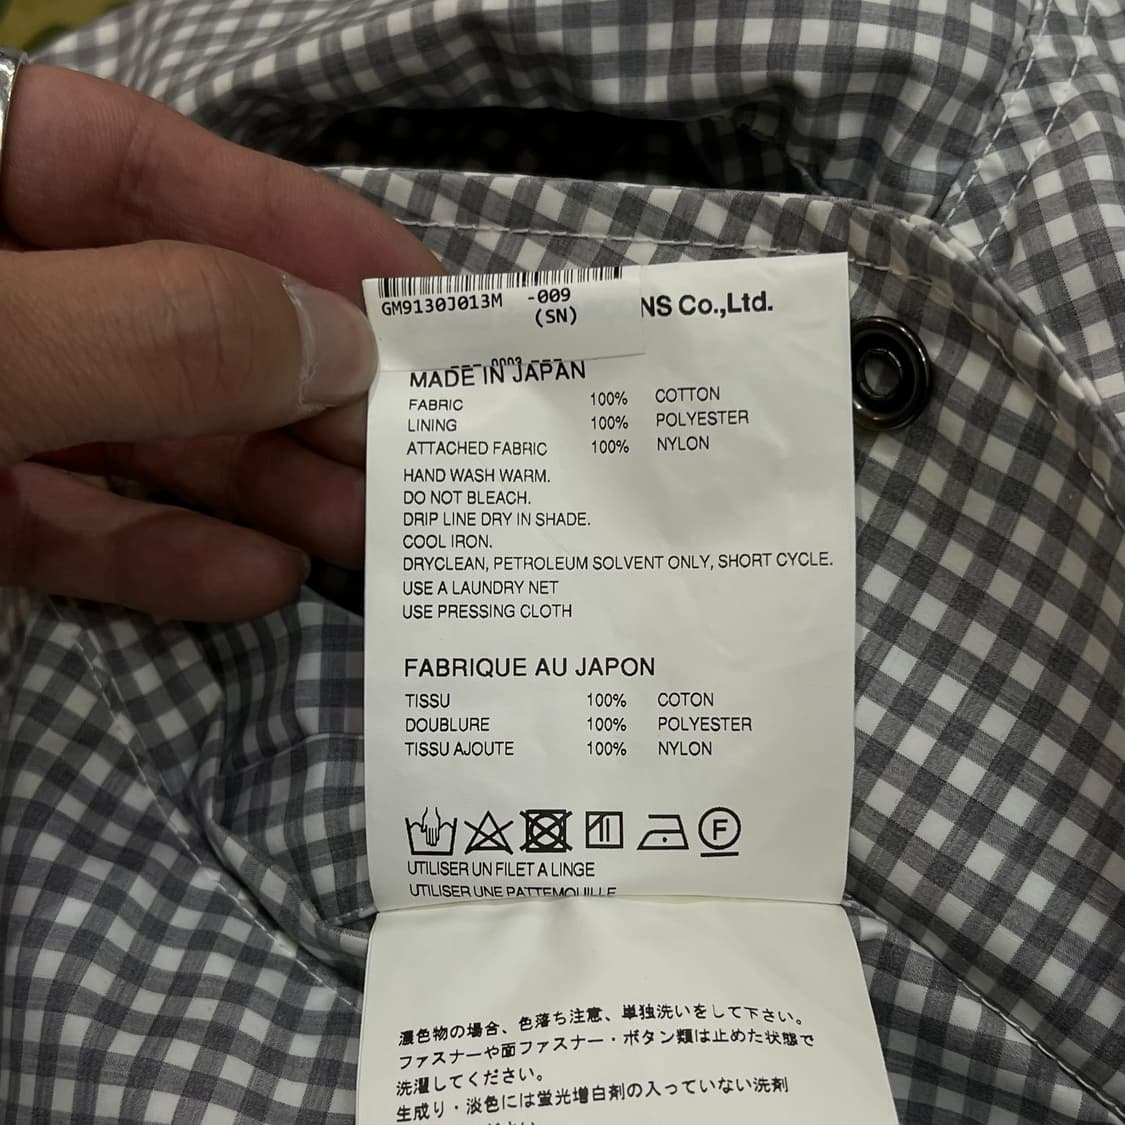 GM9130J013M -009
(SN)
NS Co.,Ltd.
MADE IN JAPAN
FABRIC 100% COTTON
LINING 100% POLYESTER
ATTACHED FABRIC 100% NYLON
HAND WASH WARM.
DO NOT BLEACH.
DRIP LINE DRY IN SHADE.
COOL IRON.
DRYCLEAN, PETROLEUM SOLVENT ONLY, SHORT CYCLE.
USE A LAUNDRY NET
USE PRESSING CLOTH
FABRIQUE AU JAPON
TISSU 100% COTON
DOUBLURE 100% POLYESTER
TISSU AJOUTE 100% NYLON
F
UTILISER UN FILET A LINGE
UTILISER UNE PATTEMOUILLE
濃色物の場合、色落ち注意、単独洗いをして下さい。
ファスナーや面ファスナー・ボタン類は止めた状態で
洗濯してください。
生成り・淡色には蛍光増白剤の入っていない洗剤